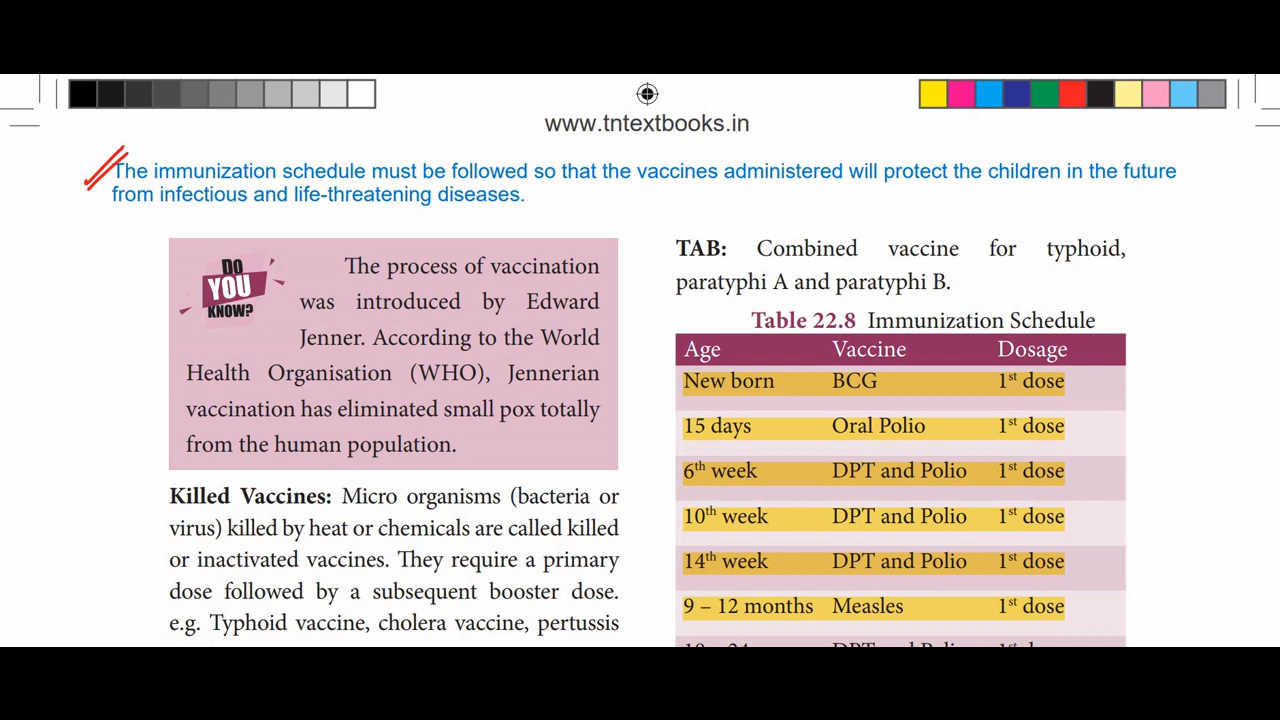 www.tntextbooks.in
The immunization schedule must be followed so that the vaccines administered will protect the children in the future
from infectious and life-threatening diseases.
DO
YOU
KNOW?
The process of vaccination
was introduced by Edward
Jenner. According to the World
Health Organisation (WHO), Jennerian
vaccination has eliminated small pox totally
from the human population.
Killed Vaccines: Micro organisms (bacteria or
virus) killed by heat or chemicals are called killed
or inactivated vaccines. They require a primary
dose followed by a subsequent booster dose.
e.g. Typhoid vaccine, cholera vaccine, pertussis
TAB: Combined vaccine for typhoid,
paratyphi A and paratyphi B.
Table 22.8 Immunization Schedule
Age Vaccine Dosage
New born BCG 1st dose
15 days Oral Polio 1st dose
6th week DPT and Polio 1st dose
10th week DPT and Polio 1st dose
14th week DPT and Polio 1st dose
9 – 12 months Measles 1st dose